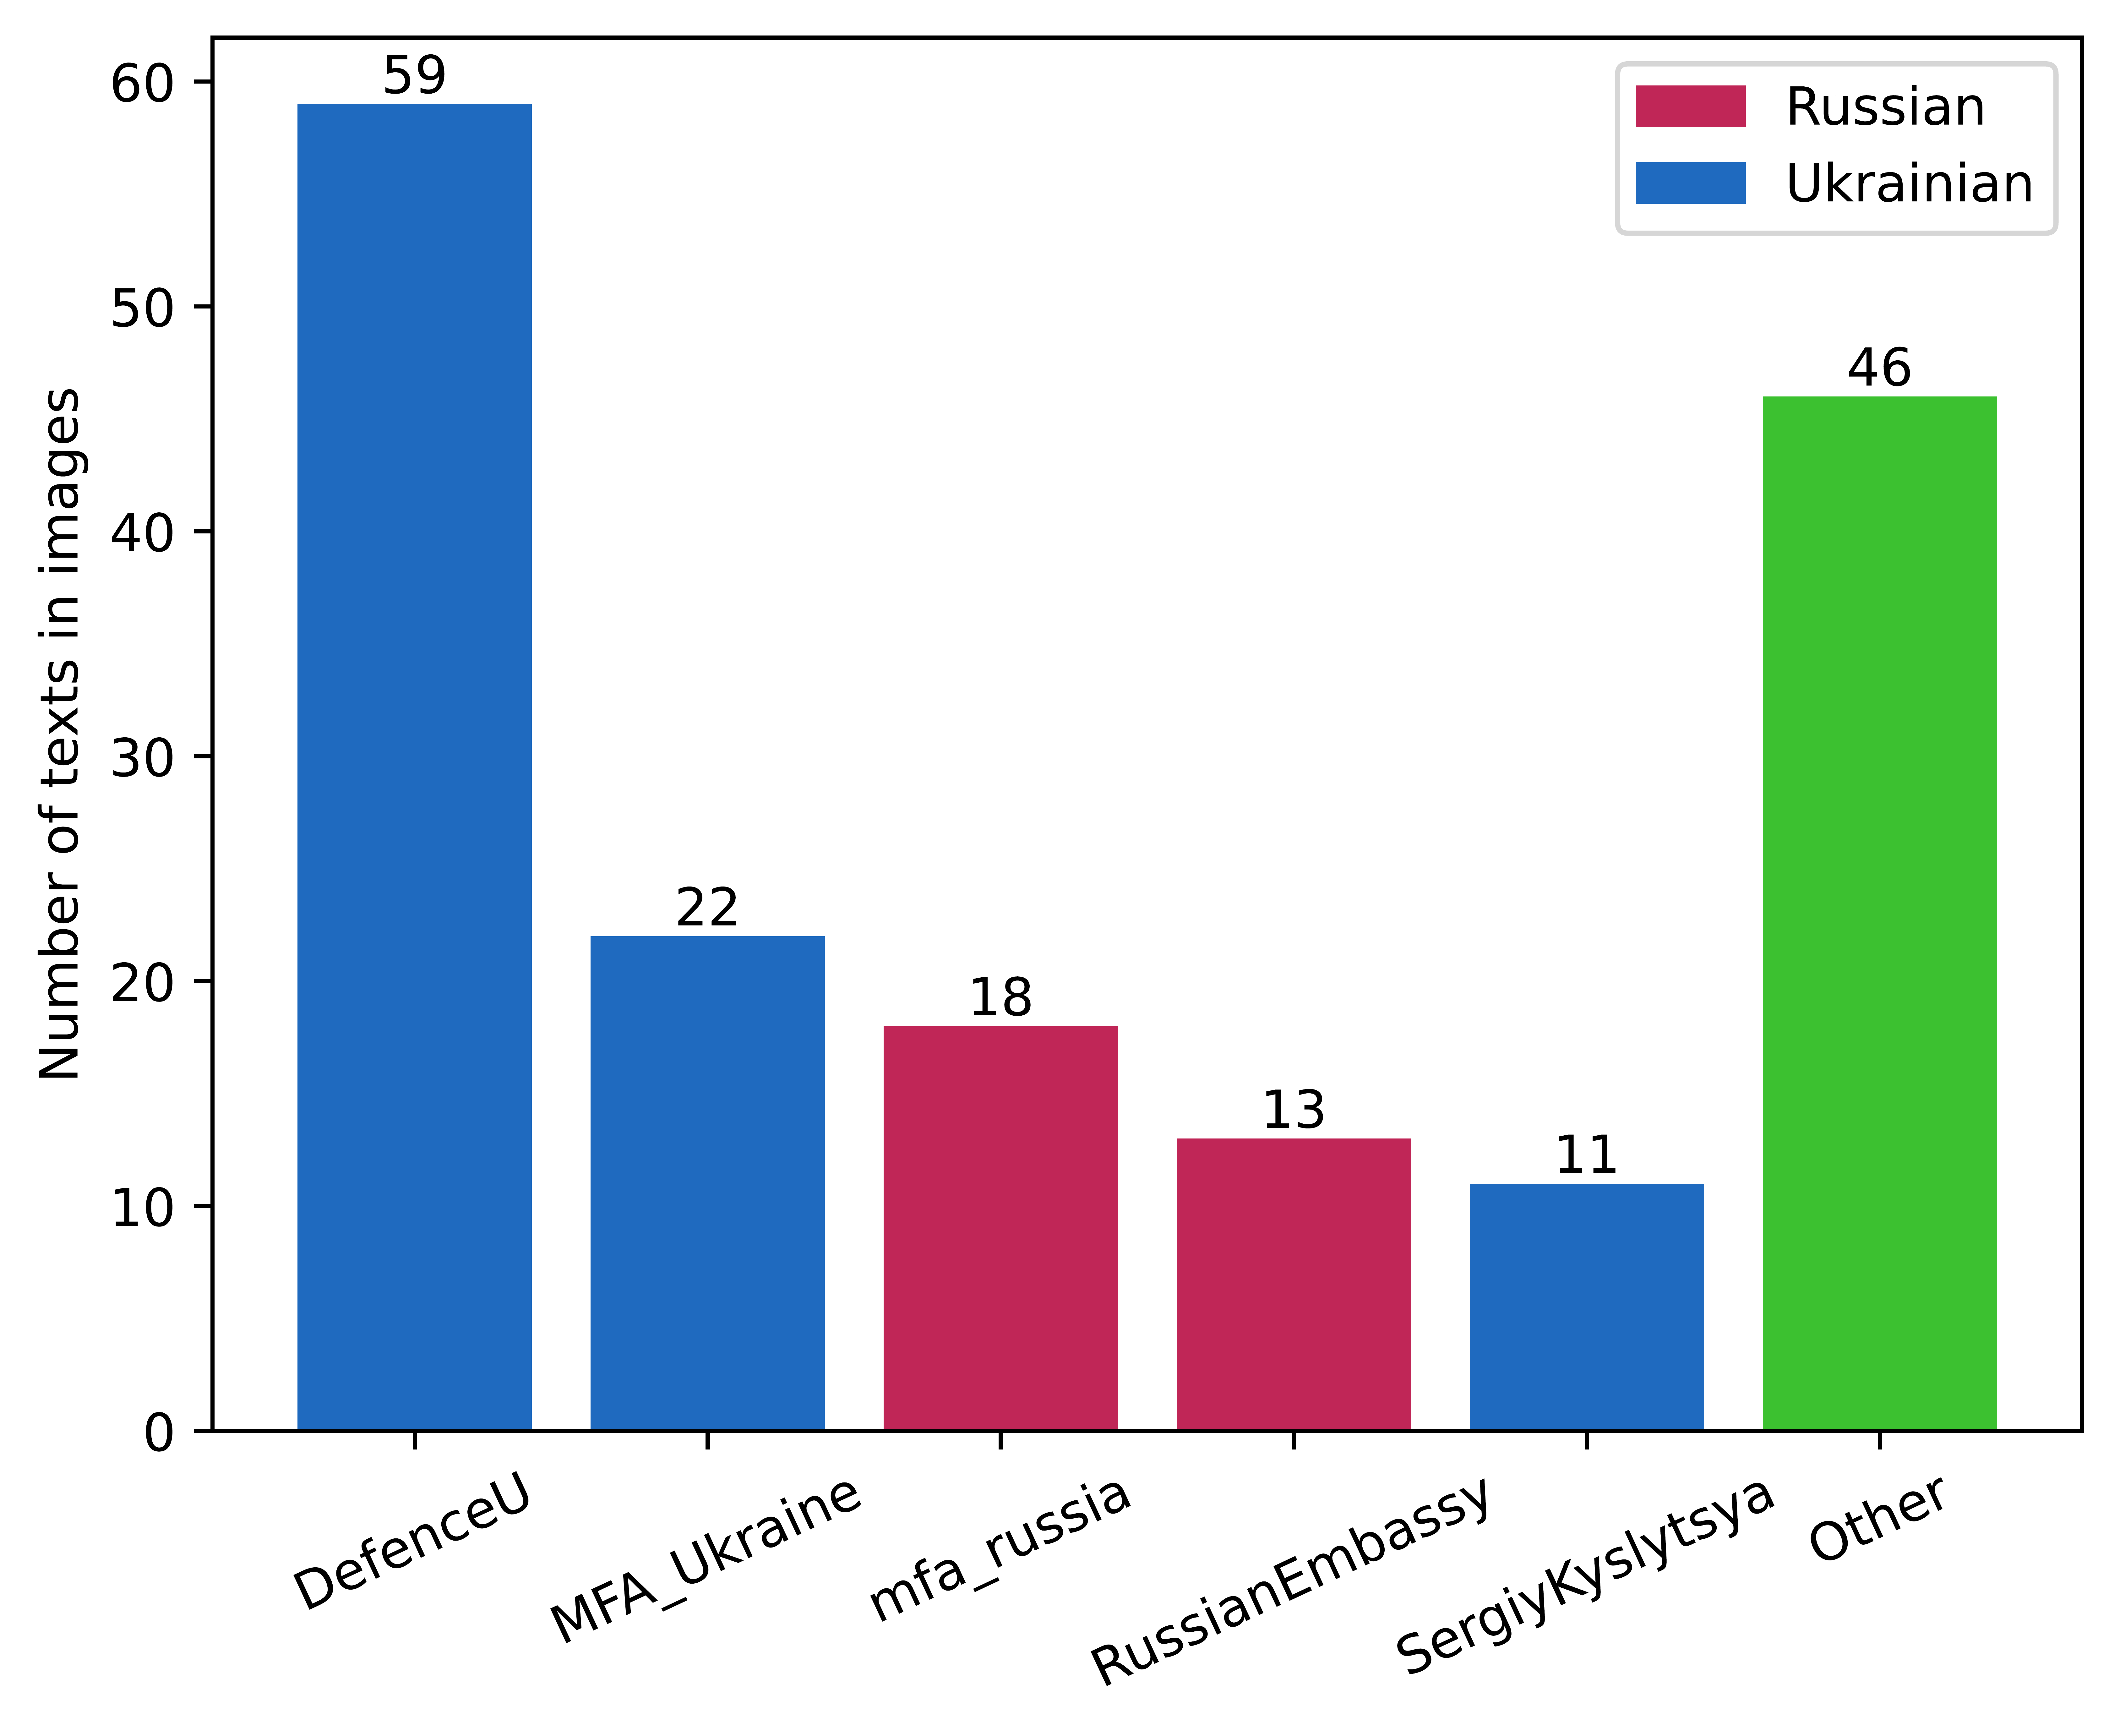 Number of texts in images
60
50
40
30
20
10
0
59
22
18
13
11
46
Russian
Ukrainian
DefenceU
MFA_Ukraine
mfa_russia
RussianEmbassy
SergiyKyslytsya
Other